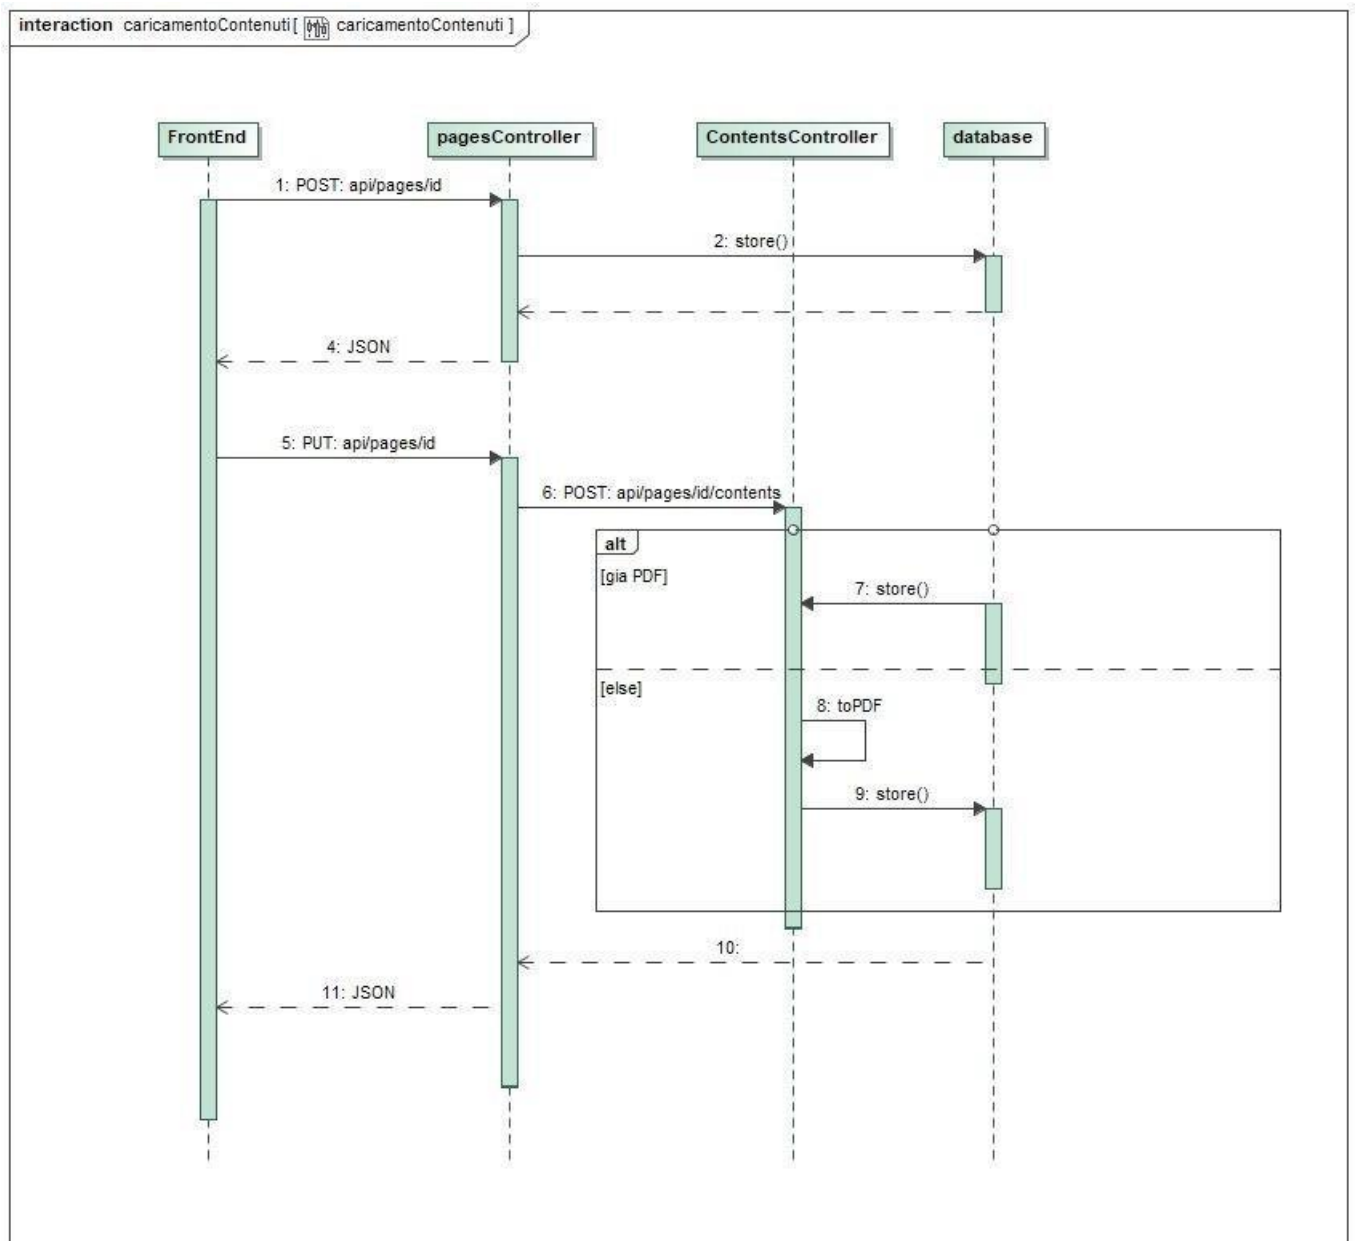 interaction caricamentoContenuti[ caricamentoContenuti ]
FrontEnd
pagesController
ContentsController
database
1: POST: api/pages/id
2: store()
4: JSON
5: PUT: api/pages/id
6: POST: api/pages/id/contents
alt
[gia PDF]
7: store()
[else]
8: toPDF
9: store()
10:
11: JSON